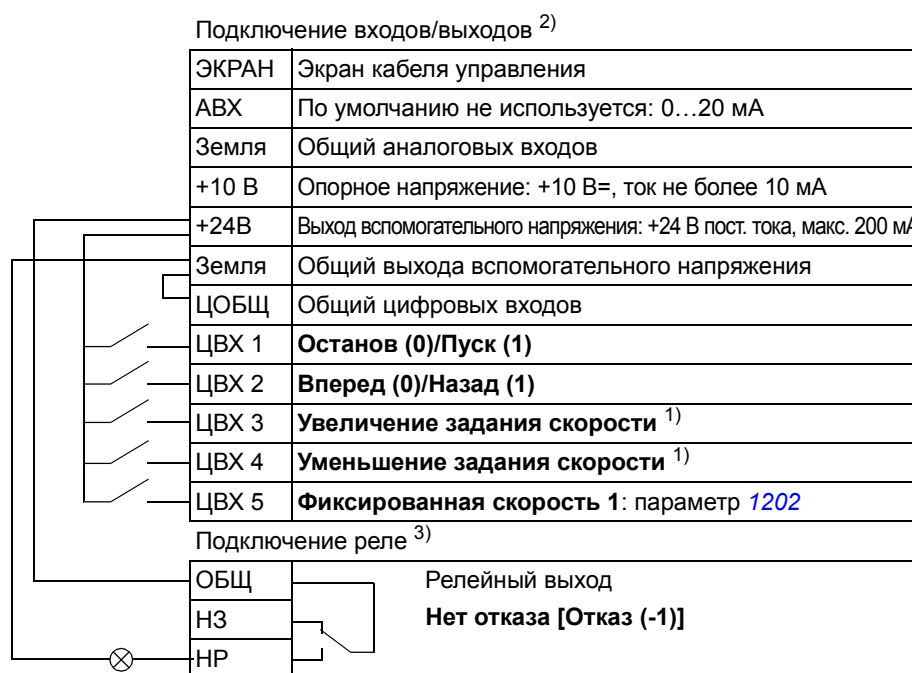 Подключение входов/выходов 2)
ЭКРАН Экран кабеля управления
АВХ По умолчанию не используется: 0…20 мА
Земля Общий аналоговых входов
+10 В Опорное напряжение: +10 В=, ток не более 10 мА
+24В Выход вспомогательного напряжения: +24 В пост. тока, макс. 200 мА
Земля Общий выхода вспомогательного напряжения
ЦОБЩ Общий цифровых входов
ЦВХ 1 Останов (0)/Пуск (1)
ЦВХ 2 Вперед (0)/Назад (1)
ЦВХ 3 Увеличение задания скорости 1)
ЦВХ 4 Уменьшение задания скорости 1)
ЦВХ 5 Фиксированная скорость 1: параметр 1202
Подключение реле 3)
ОБЩ Релейный выход
НЗ Нет отказа [Отказ (-1)]
НР